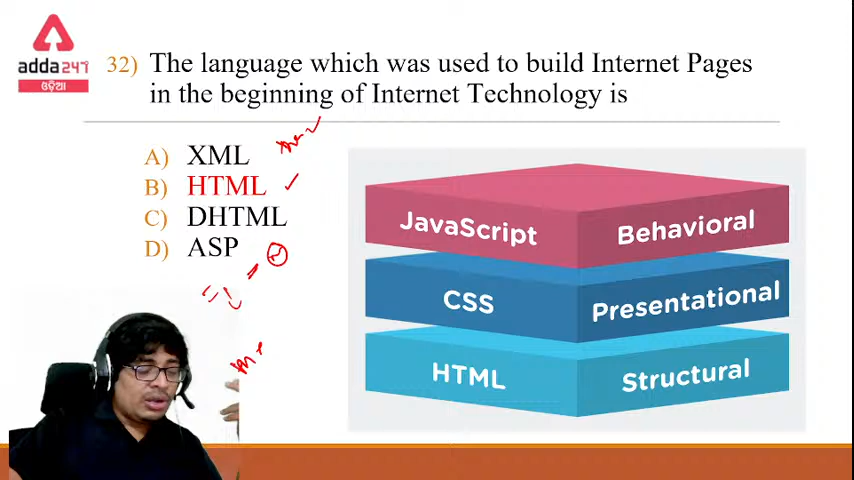 adda247
ଓଡ଼ିଆ
32) The language which was used to build Internet Pages
in the beginning of Internet Technology is
A) XML
B) HTML
C) DHTML
D) ASP
JavaScript Behavioral
CSS Presentational
HTML Structural